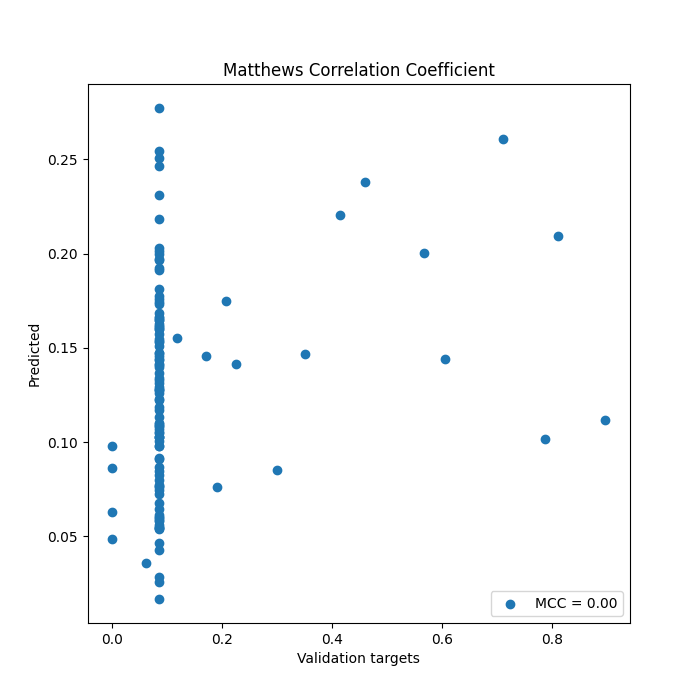 Matthews Correlation Coefficient
0.25
0.20
0.15
0.10
0.05
Predicted
MCC = 0.00
0.0 0.2 0.4 0.6 0.8
Validation targets